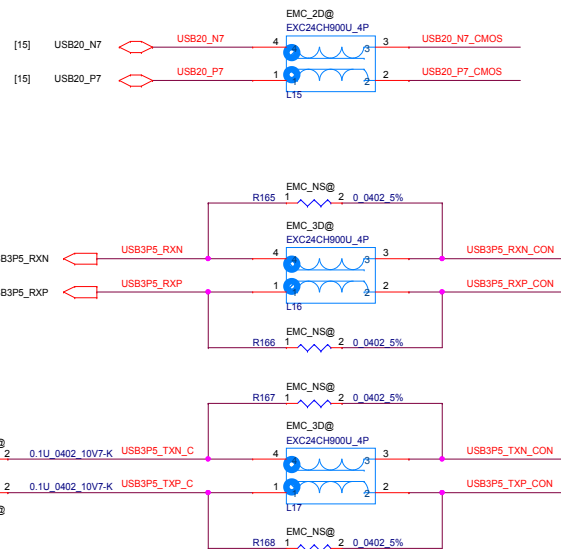 EMC_2D@
EXC24CH900U_4P
[15] USB20_N7 USB20_N7 4 3 3 USB20_N7_CMOS
[15] USB20_P7 USB20_P7 1 2 2 USB20_P7_CMOS
L15
EMC_NS@
R165 1 2 0_0402_5%
EMC_3D@
EXC24CH900U_4P
B3P5_RXN USB3P5_RXN 4 3 3 USB3P5_RXN_CON
B3P5_RXP USB3P5_RXP 1 2 2 USB3P5_RXP_CON
L16
EMC_NS@
R166 1 2 0_0402_5%
EMC_NS@
R167 1 2 0_0402_5%
EMC_3D@
EXC24CH900U_4P
@
2 0.1U_0402_10V7-K USB3P5_TXN_C 4 3 3 USB3P5_TXN_CON
2 0.1U_0402_10V7-K USB3P5_TXP_C 1 2 2 USB3P5_TXP_CON
@
L17
EMC_NS@
R168 1 2 0_0402_5%